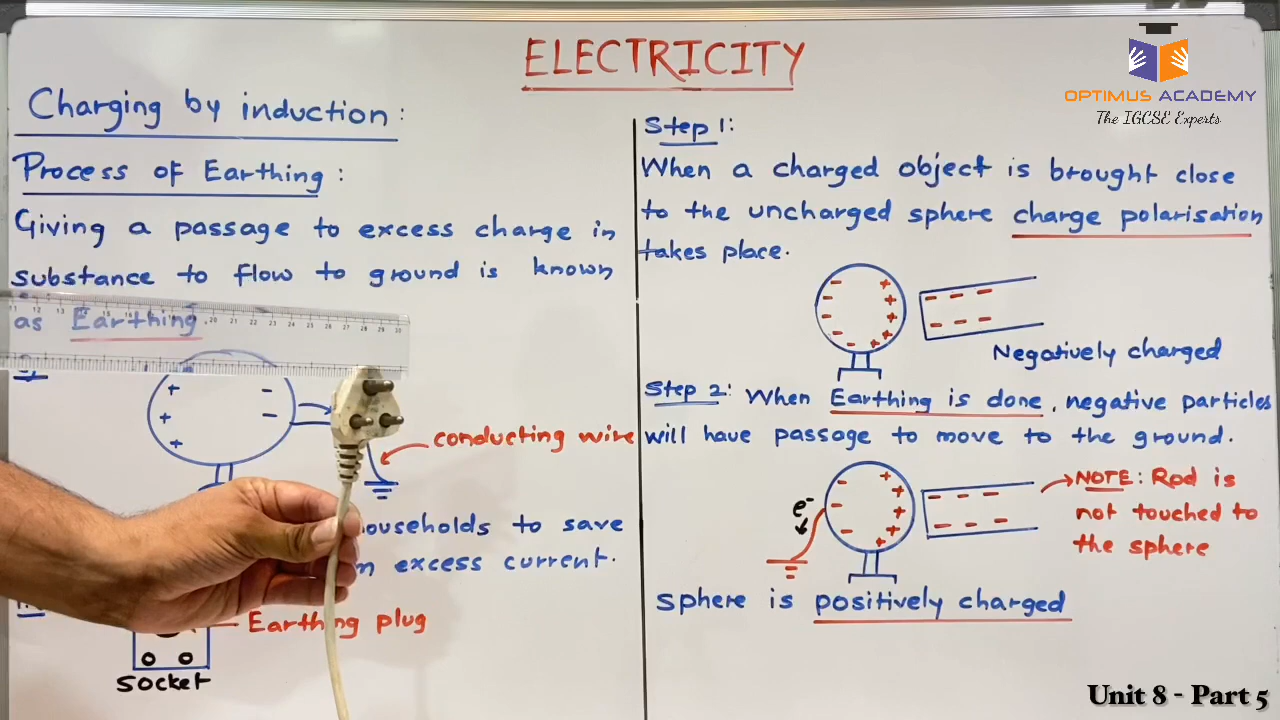 ELECTRICITY
OPTIMUS ACADEMY
The IGCSE Experts
Charging by induction:
Process of Earthing:
Giving a passage to excess charge in
substance to flow to ground is known
as Earthing.
conducting wire
households to save
excess current.
Earthing plug
socket
Step 1:
When a charged object is brought close
to the uncharged sphere charge polarisation
takes place.
Negatively charged
Step 2: When Earthing is done, negative particles
will have passage to move to the ground.
e-
NOTE: Rod is
not touched to
the sphere
Sphere is positively charged
Unit 8 - Part 5